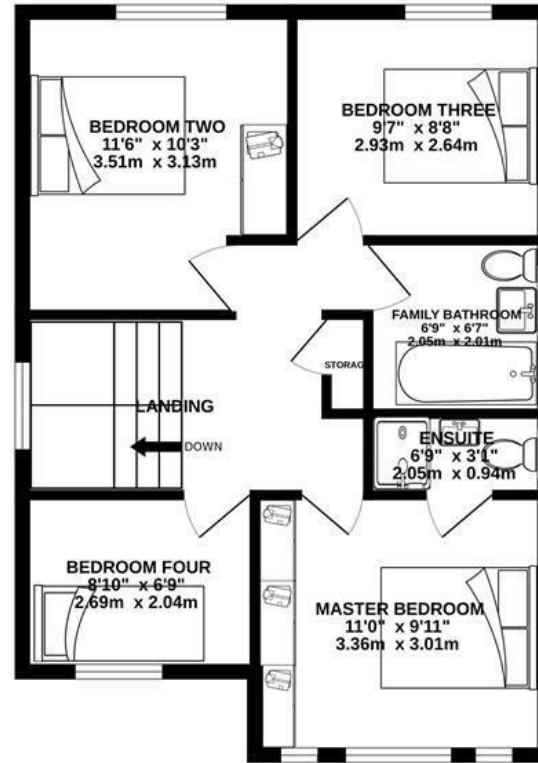 BEDROOM TWO
11'6" x 10'3"
3.51m x 3.13m
BEDROOM THREE
9'7" x 8'8"
2.93m x 2.64m
FAMILY BATHROOM
6'9" x 6'7"
2.05m x 2.01m
STORAG
LANDING
DOWN
ENSUITE
6'9" x 3'1"
2.05m x 0.94m
BEDROOM FOUR
8'10" x 6'9"
2.69m x 2.04m
MASTER BEDROOM
11'0" x 9'11"
3.36m x 3.01m